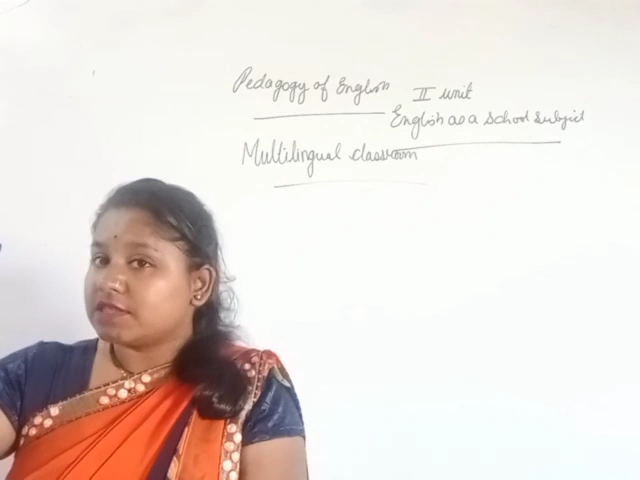 Pedagogy of English
II unit
English as a school subject
Multilingual classroom